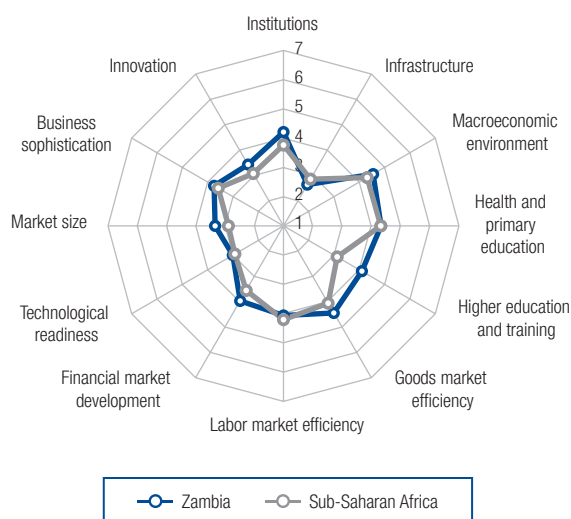 Institutions
7
6
5
4
3
2
1
Infrastructure
Macroeconomic
environment
Health and
primary
education
Higher education
and training
Goods market
efficiency
Labor market efficiency
Financial market
development
Technological
readiness
Market size
Business
sophistication
Innovation
Zambia
Sub-Saharan Africa